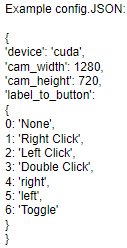 Example config.JSON:

{
'device': 'cuda',
'cam_width': 1280,
'cam_height': 720,
'label_to_button':
{
0: 'None',
1: 'Right Click',
2: 'Left Click',
3: 'Double Click',
4: 'right',
5: 'left',
6: 'Toggle'
}
}